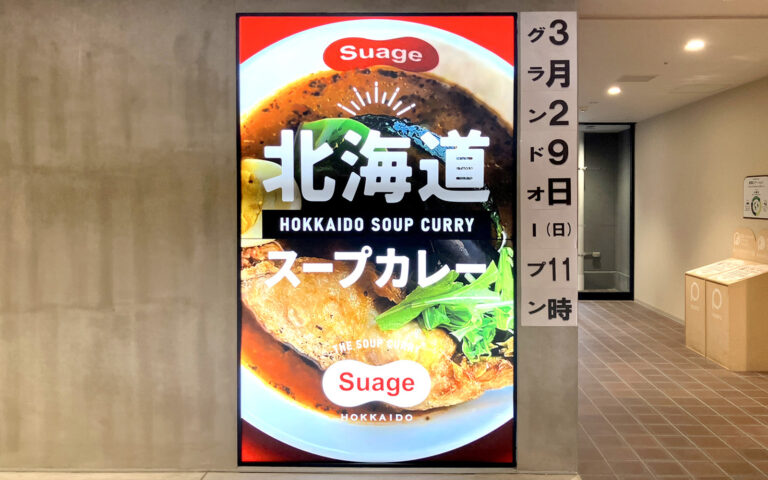 Suage
北海道
HOKKAIDO SOUP CURRY
スープカレー
THE SOUP CURRY
Suage
HOKKAIDO
3月29日(日)11時
グランドオープン